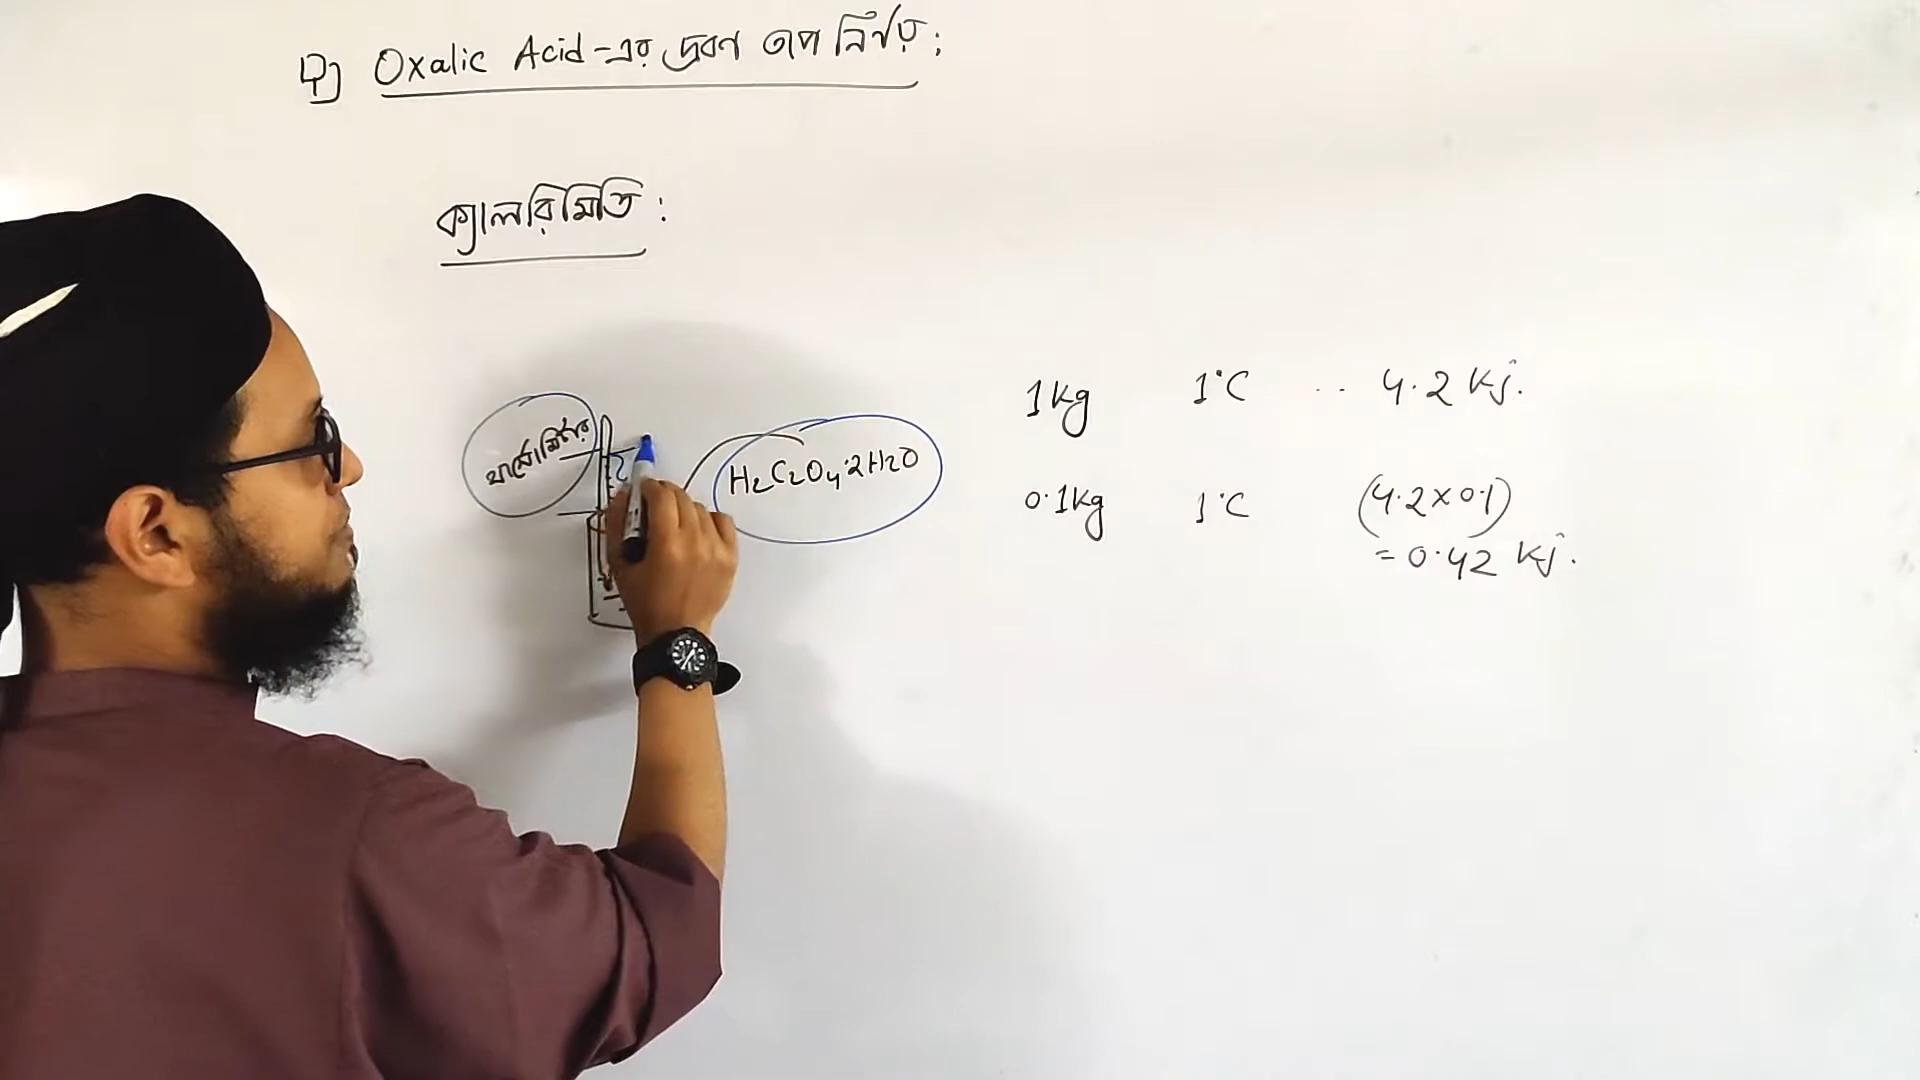 Oxalic Acid-এর দ্রবণ তাপ নির্ণয় :
ক্যালরিমিতি :
থার্মোমিটার
H₂C₂O₄·2H₂O
1kg 1°C .. 4.2 kj.
0.1kg 1°C (4.2×0.1)
= 0.42 kj.